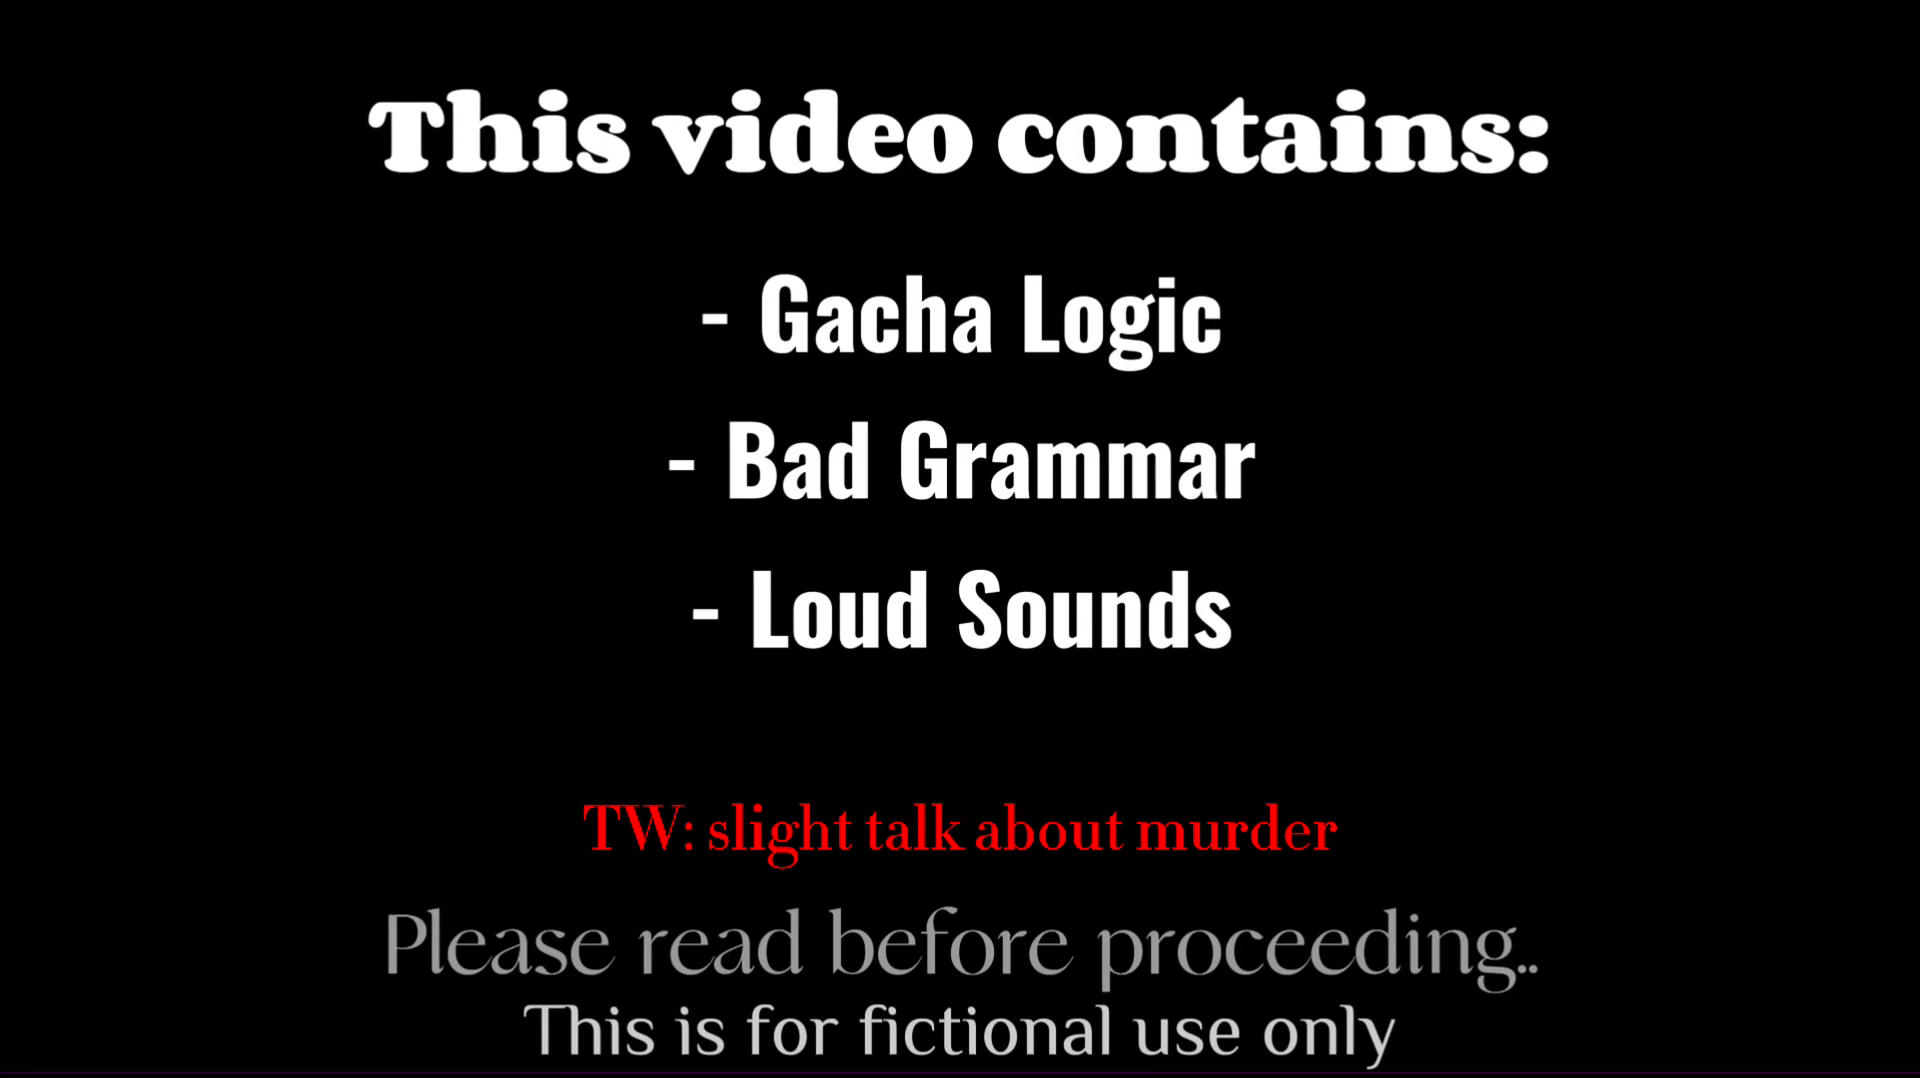 This video contains:
- Gacha Logic
- Bad Grammar
- Loud Sounds
TW: slight talk about murder
Please read before proceeding..
This is for fictional use only